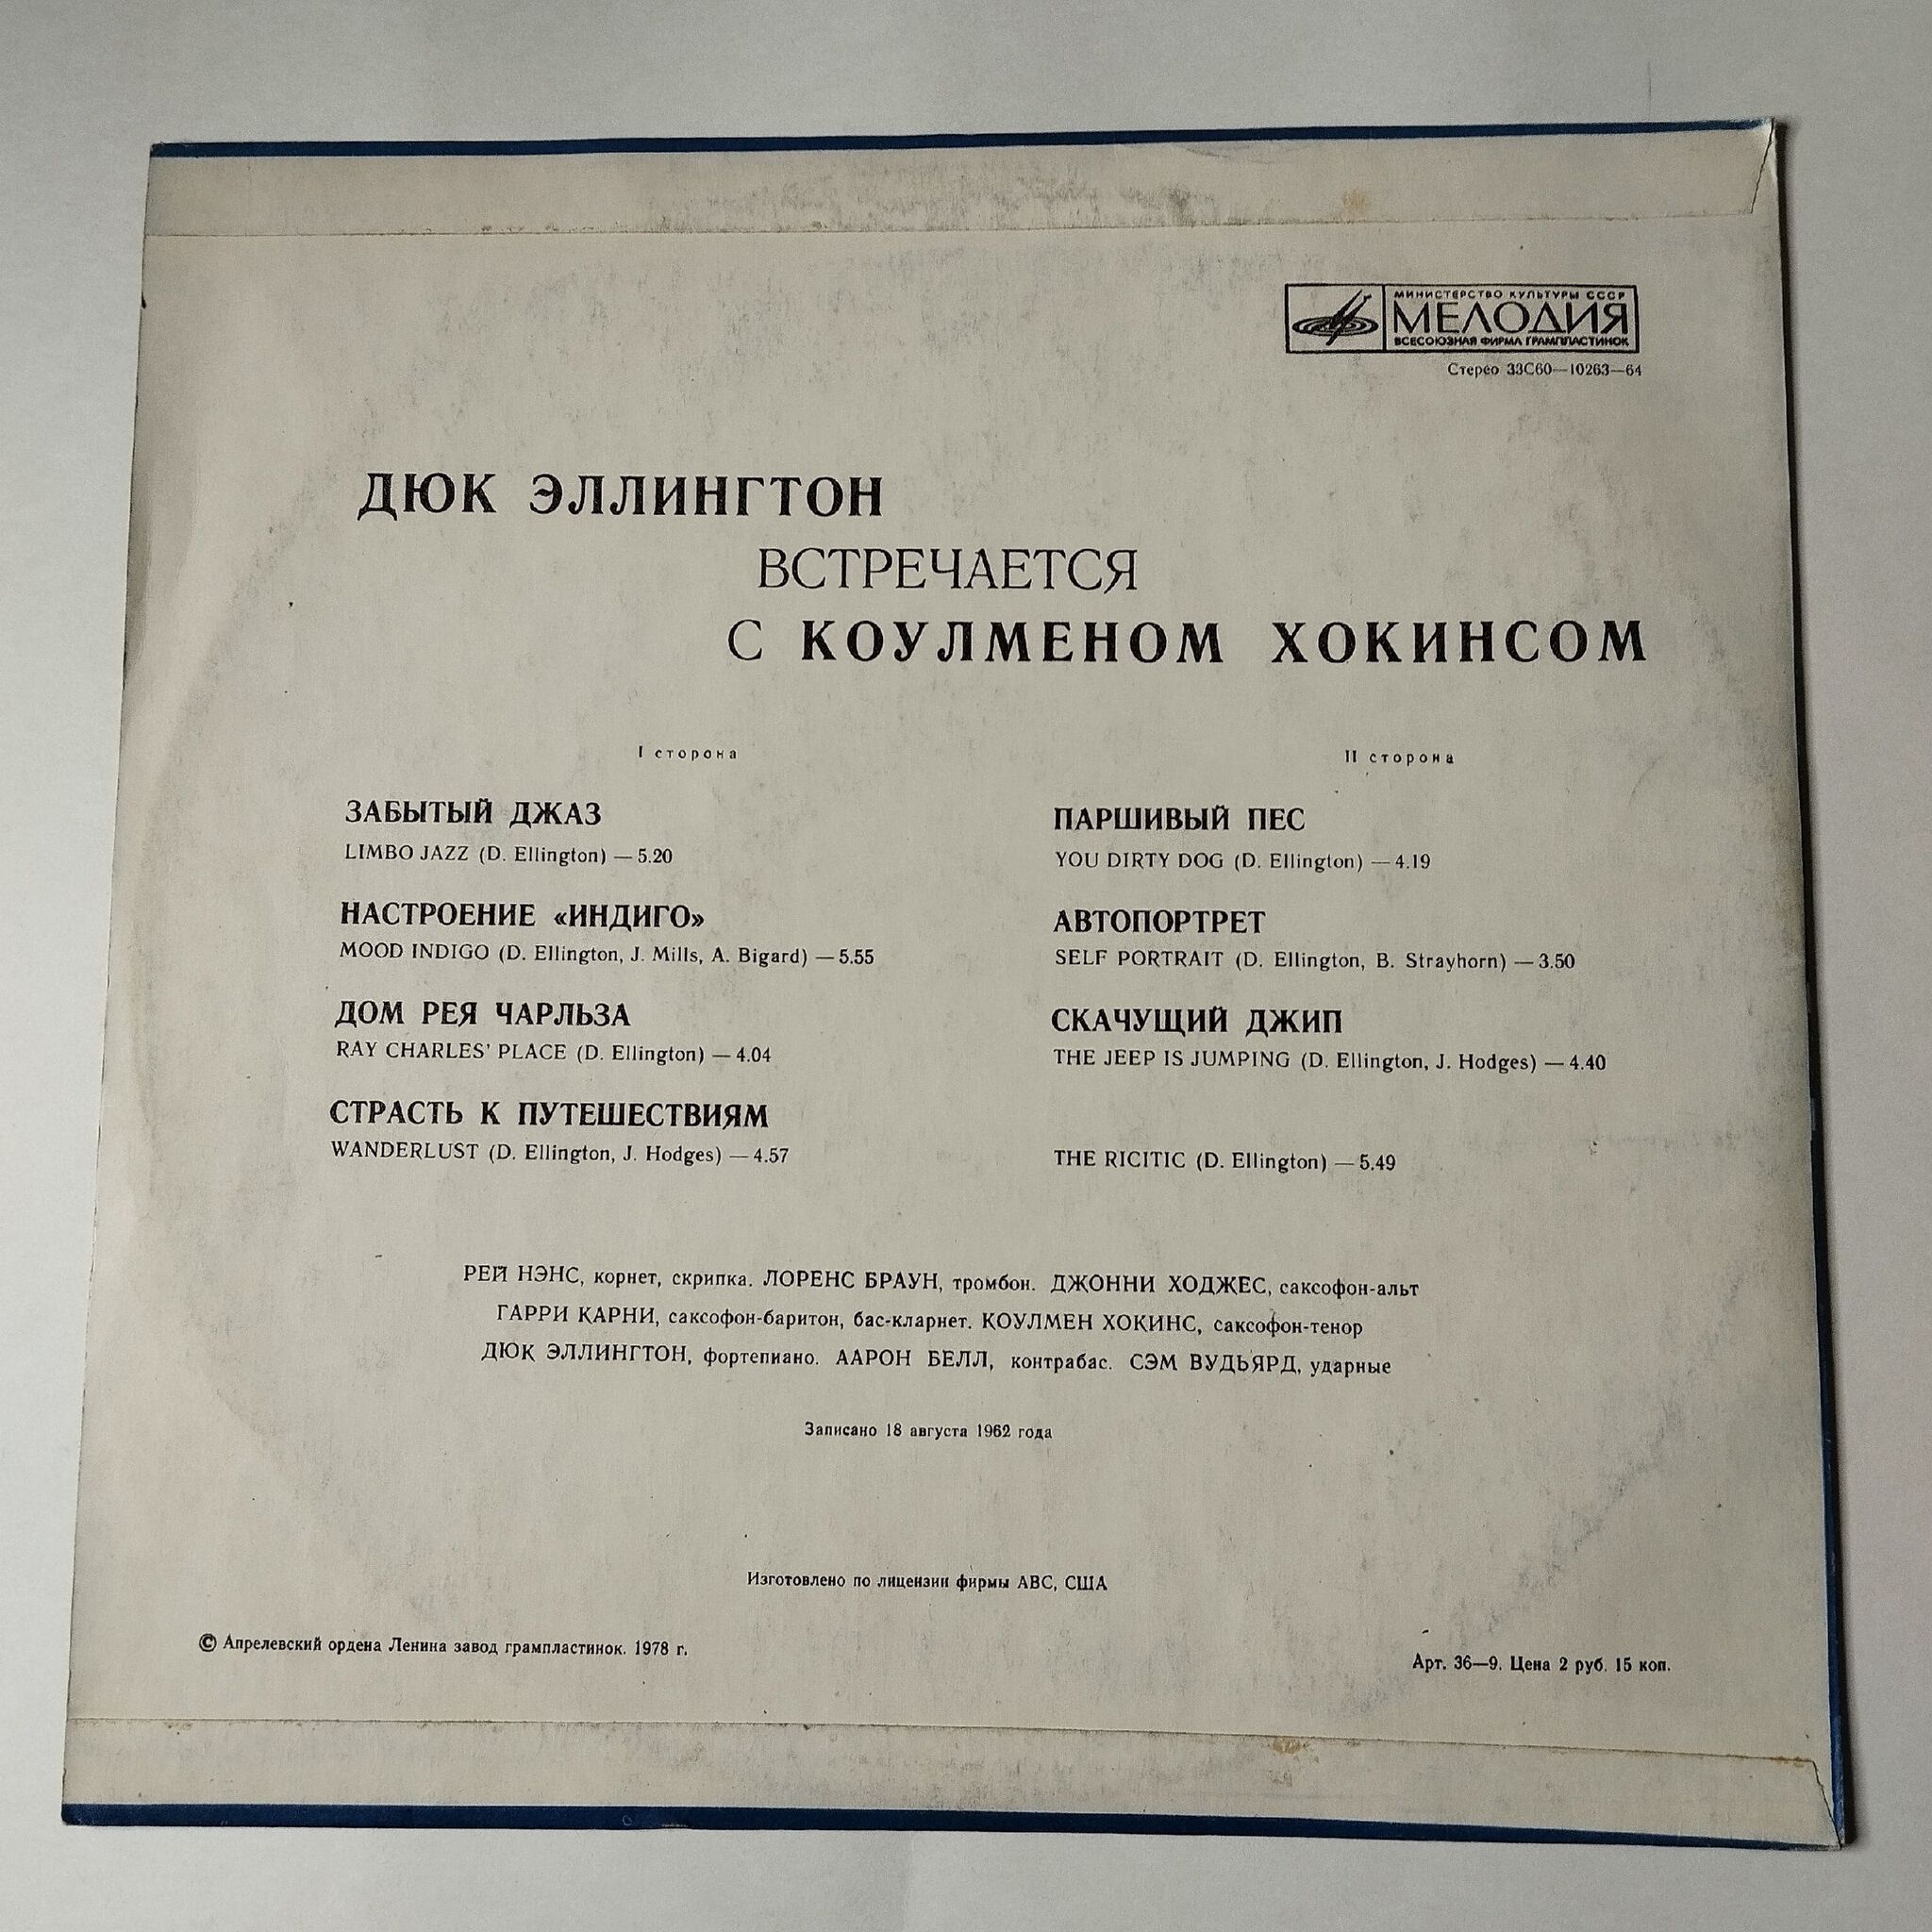 МИНИСТЕРСТВО КУЛЬТУРЫ СССР
МЕЛОДИЯ
ВСЕСОЮЗНАЯ ФИРМА ГРАМПЛАСТИНОК
Стерео 33С60—10263—64
ДЮК ЭЛЛИНГТОН
ВСТРЕЧАЕТСЯ
С КОУЛМЕНОМ ХОКИНСОМ
I сторона
ЗАБЫТЫЙ ДЖАЗ
LIMBO JAZZ (D. Ellington) — 5.20
НАСТРОЕНИЕ «ИНДИГО»
MOOD INDIGO (D. Ellington, J. Mills, A. Bigard) — 5.55
ДОМ РЕЯ ЧАРЛЬЗА
RAY CHARLES' PLACE (D. Ellington) — 4.04
СТРАСТЬ К ПУТЕШЕСТВИЯМ
WANDERLUST (D. Ellington, J. Hodges) — 4.57
II сторона
ПАРШИВЫЙ ПЕС
YOU DIRTY DOG (D. Ellington) — 4.19
АВТОПОРТРЕТ
SELF PORTRAIT (D. Ellington, B. Strayhorn) — 3.50
СКАЧУЩИЙ ДЖИП
THE JEEP IS JUMPING (D. Ellington, J. Hodges) — 4.40
THE RICITIC (D. Ellington) — 5.49
РЕЙ НЭНС, корнет, скрипка. ЛОРЕНС БРАУН, тромбон. ДЖОННИ ХОДЖЕС, саксофон-альт
ГАРРИ КАРНИ, саксофон-баритон, бас-кларнет. КОУЛМЕН ХОКИНС, саксофон-тенор
ДЮК ЭЛЛИНГТОН, фортепиано. ААРОН БЕЛЛ, контрабас. СЭМ ВУДЬЯРД, ударные
Записано 18 августа 1962 года
Изготовлено по лицензии фирмы ABC, США
© Апрелевский ордена Ленина завод грампластинок. 1978 г.
Арт. 36—9. Цена 2 руб. 15 коп.